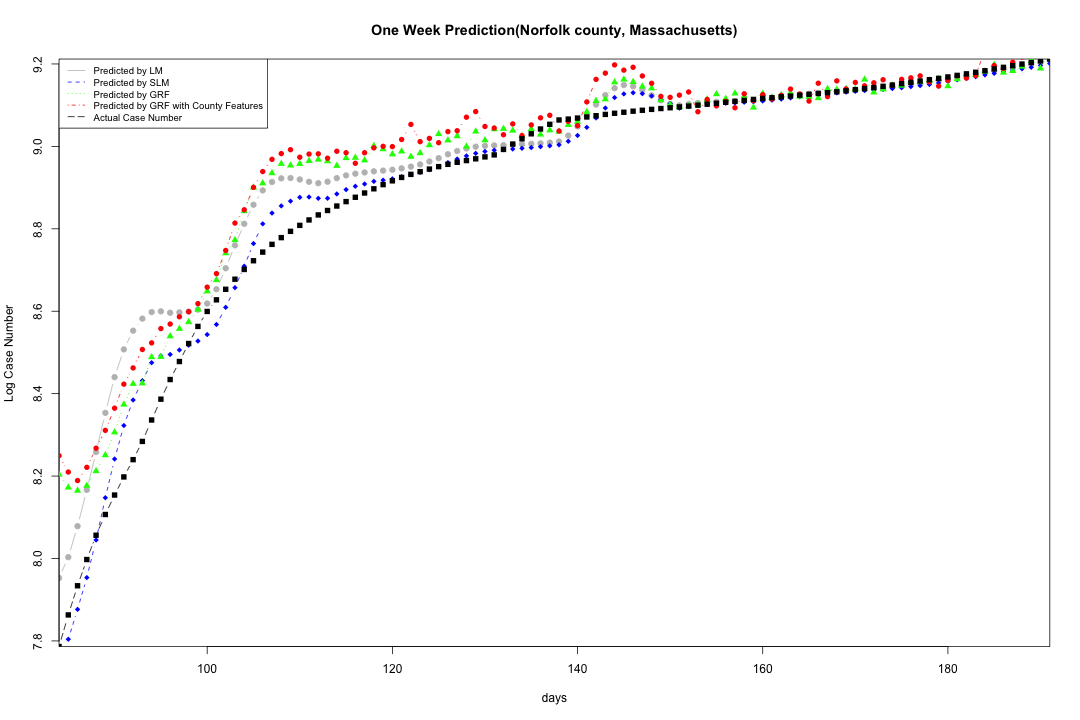 One Week Prediction(Norfolk county, Massachusetts)
Predicted by LM
Predicted by SLM
Predicted by GRF
Predicted by GRF with County Features
Actual Case Number
Log Case Number
9.2
9.0
8.8
8.6
8.4
8.2
8.0
7.8
100
120
140
160
180
days